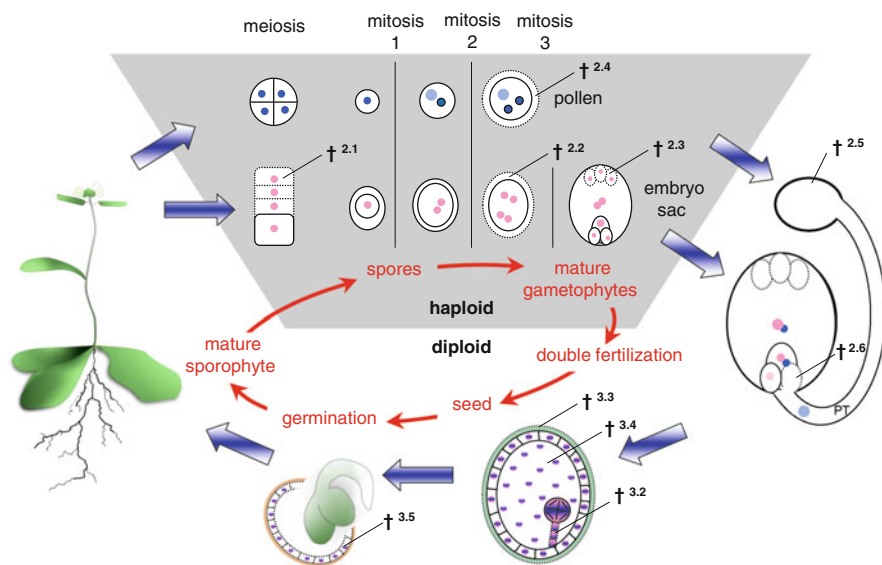 meiosis
mitosis
1
mitosis
2
mitosis
3
† 2.4
pollen
† 2.1
† 2.2
† 2.3
† 2.5
embryo
sac
spores
mature
gametophytes
haploid
diploid
mature
sporophyte
double fertilization
† 2.6
PT
seed
germination
† 3.3
† 3.4
† 3.2
† 3.5